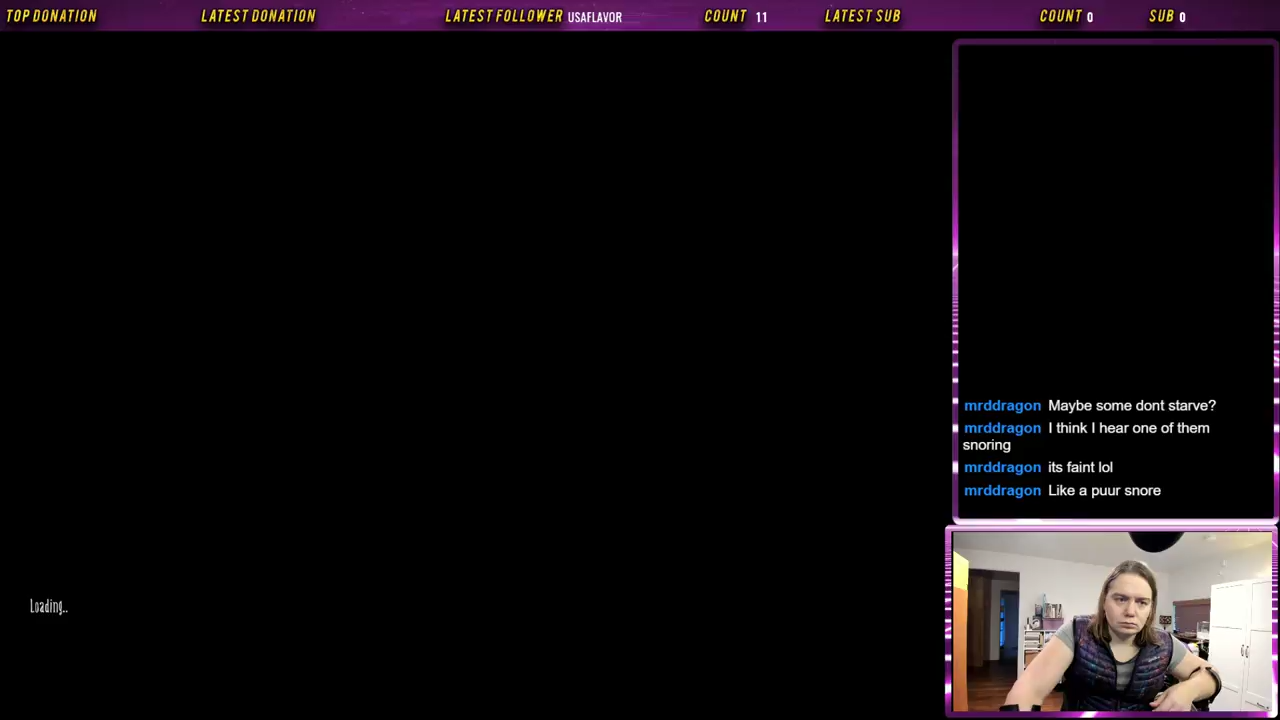 TOP DONATION LATEST DONATION LATEST FOLLOWER USAFLAVOR COUNT 11 LATEST SUB COUNT 0 SUB 0
mrddragon Maybe some dont starve?
mrddragon I think I hear one of them
snoring
mrddragon its faint lol
mrddragon Like a puur snore
Loading..